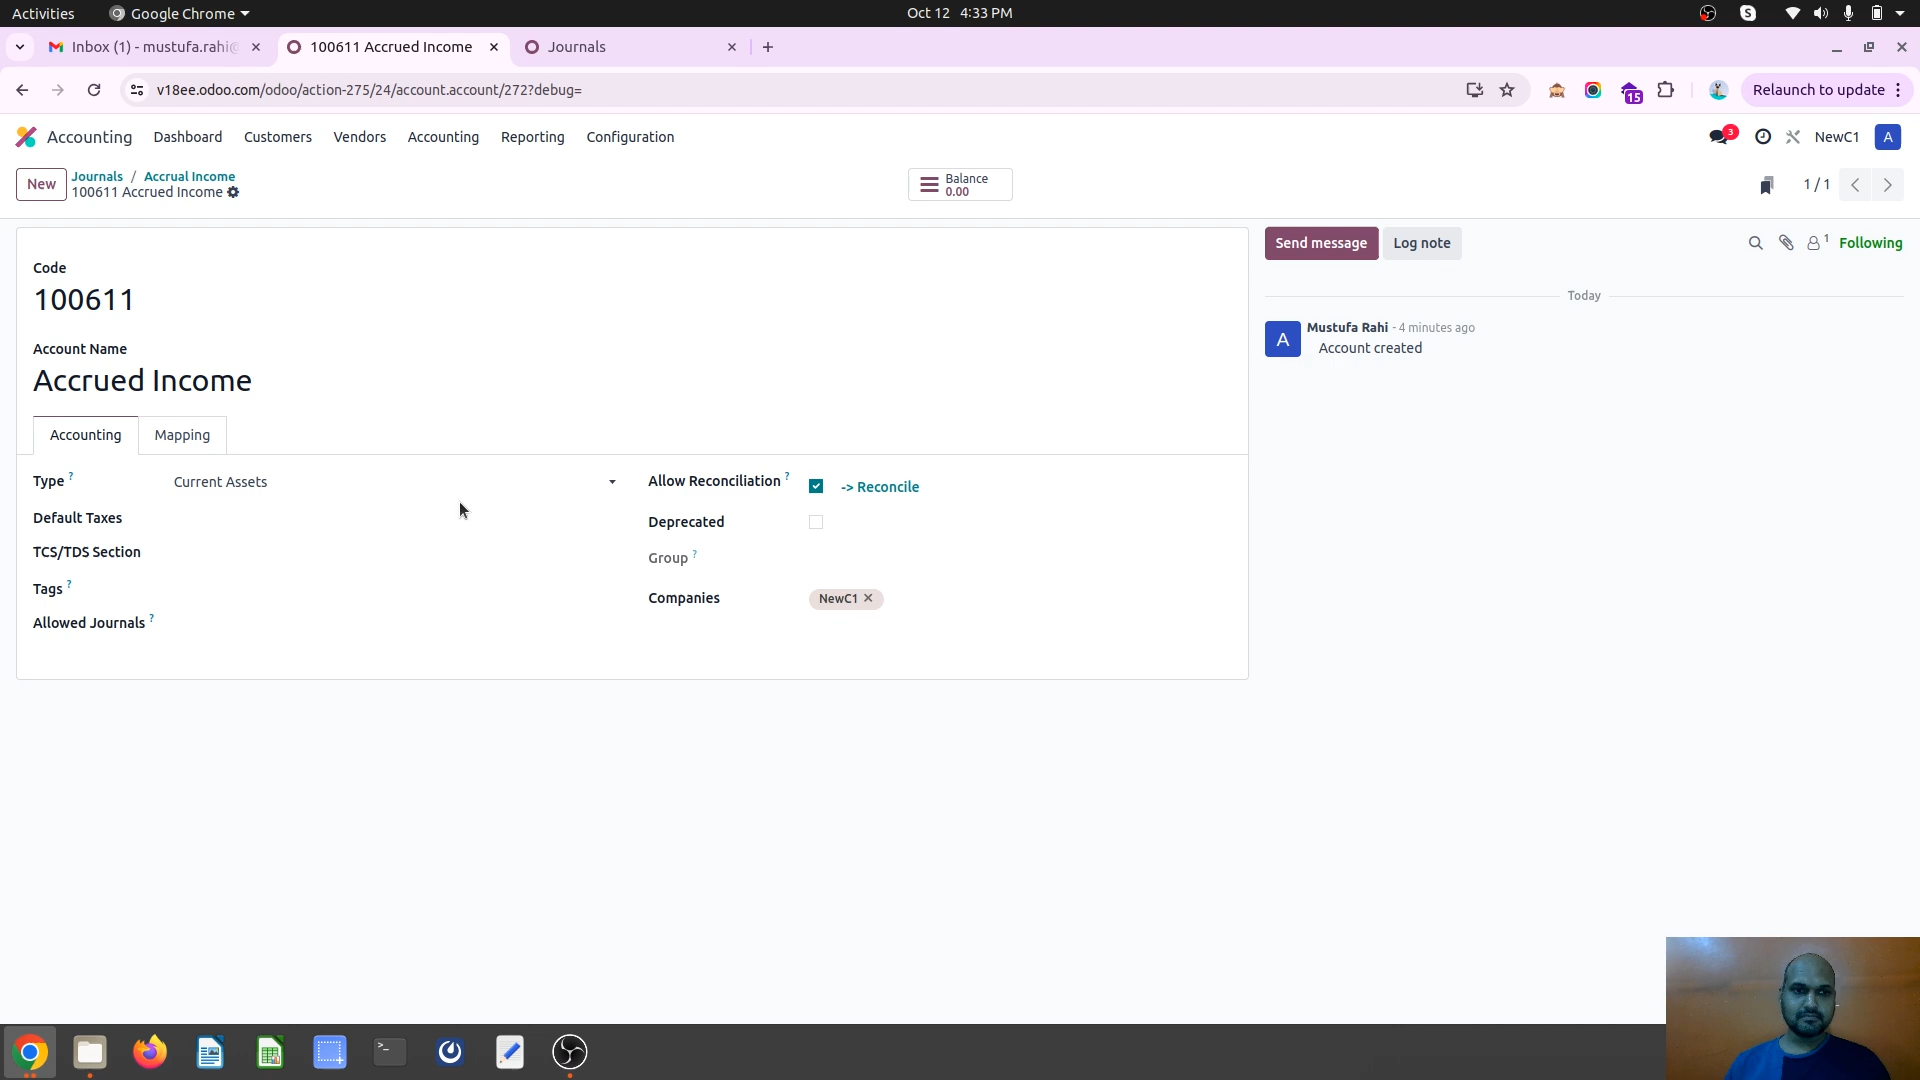 Activities Google Chrome Oct 12 4:33 PM
Inbox (1) - mustufa.rahi@ 100611 Accrued Income Journals
v18ee.odoo.com/odoo/action-275/24/account.account/272?debug= 15 Relaunch to update
Accounting Dashboard Customers Vendors Accounting Reporting Configuration 3 NewC1 A
New Journals / Accrual Income
100611 Accrued Income
Balance
0.00
1 / 1
Send message Log note 1 Following
Code
100611
Account Name
Accrued Income
Accounting Mapping
Type ? Current Assets
Default Taxes
TCS/TDS Section
Tags ?
Allowed Journals ?
Allow Reconciliation ? -> Reconcile
Deprecated
Group ?
Companies NewC1
Today
A Mustufa Rahi - 4 minutes ago
Account created